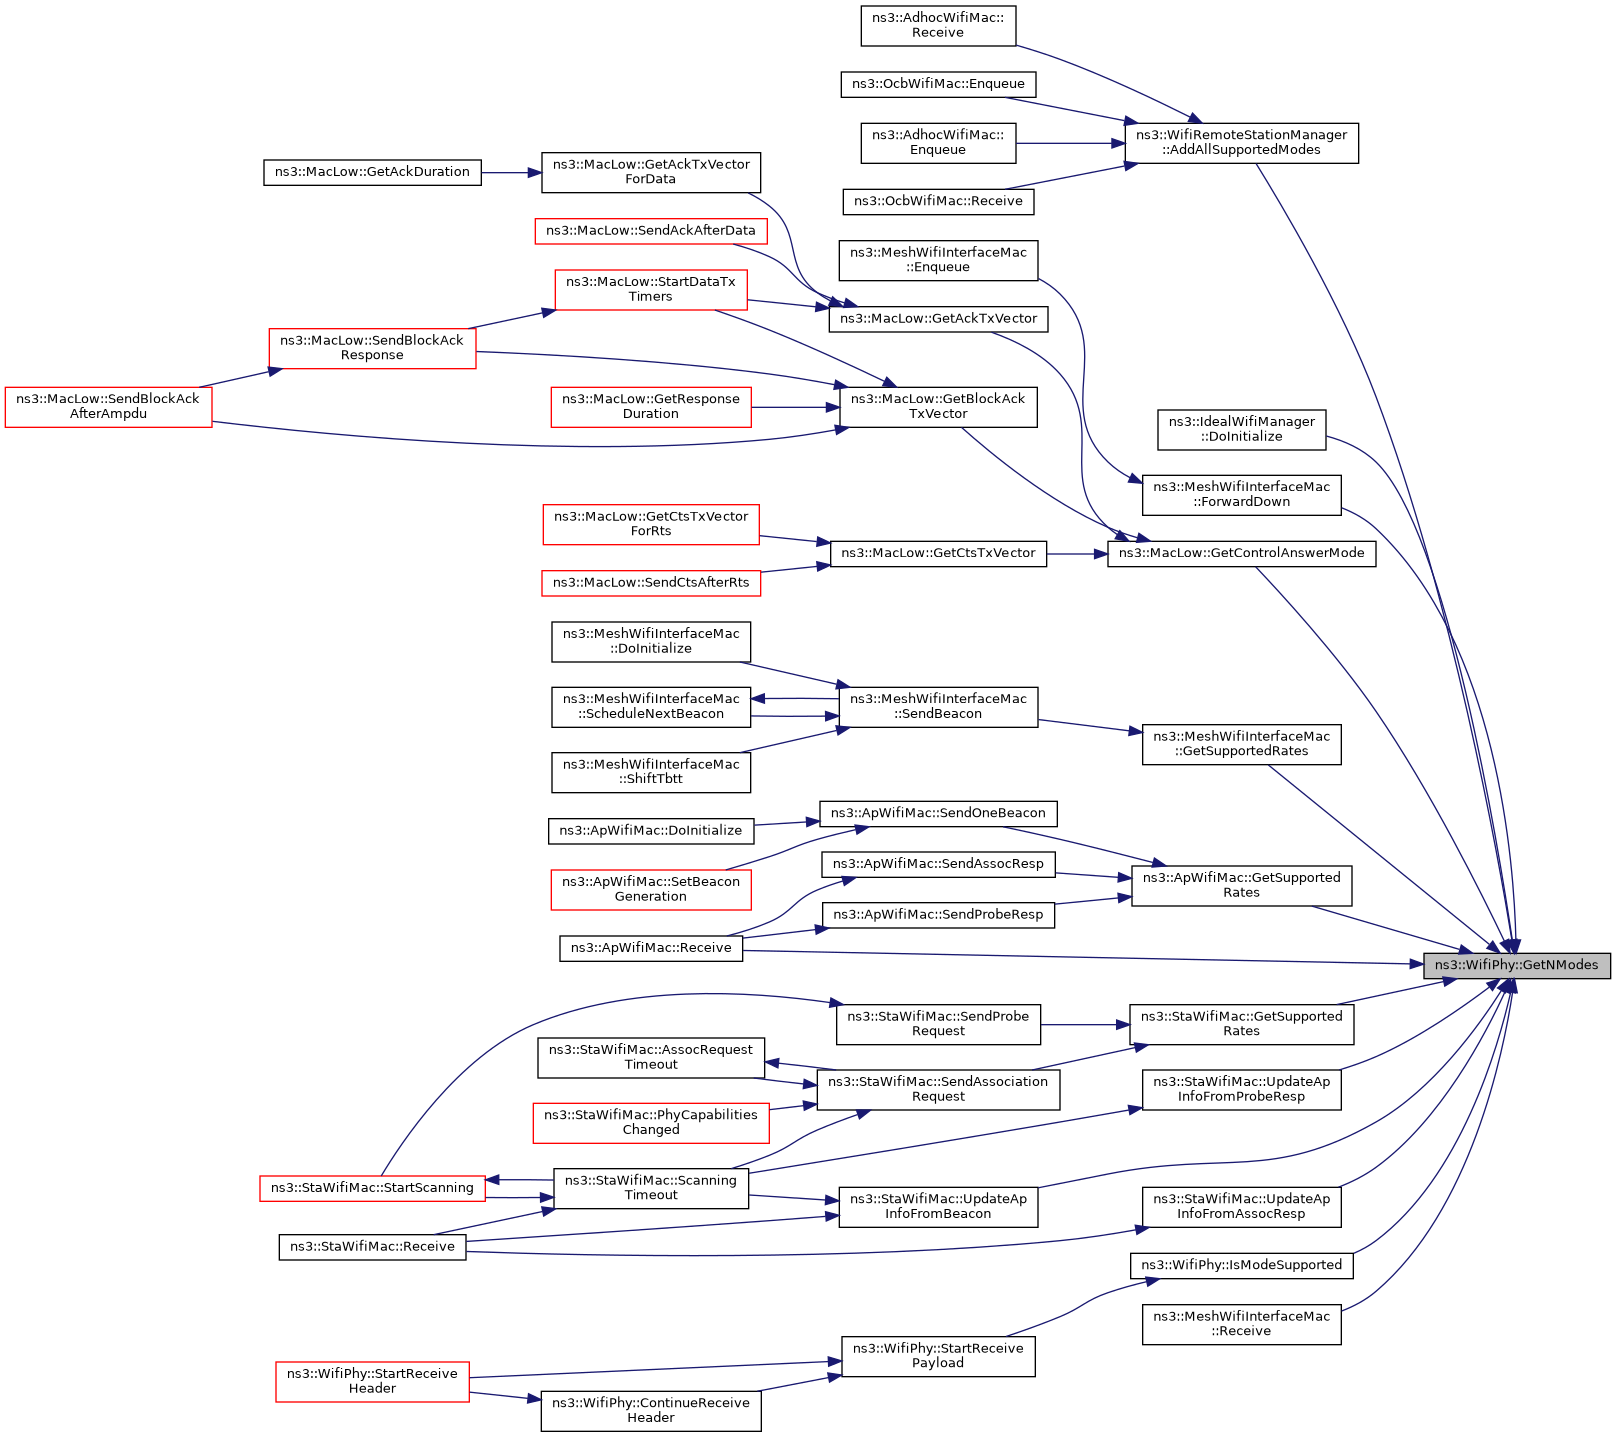 ns3::AdhocWifiMac::
Receive
ns3::OcbWifiMac::Enqueue
ns3::AdhocWifiMac::
Enqueue
ns3::WifiRemoteStationManager
::AddAllSupportedModes
ns3::OcbWifiMac::Receive
ns3::MacLow::GetAckDuration
ns3::MacLow::GetAckTxVector
ForData
ns3::MacLow::SendAckAfterData
ns3::MeshWifiInterfaceMac
::Enqueue
ns3::MacLow::StartDataTx
Timers
ns3::MacLow::GetAckTxVector
ns3::MacLow::SendBlockAck
Response
ns3::MacLow::SendBlockAck
AfterAmpdu
ns3::MacLow::GetResponse
Duration
ns3::MacLow::GetBlockAck
TxVector
ns3::IdealWifiManager
::DoInitialize
ns3::MeshWifiInterfaceMac
::ForwardDown
ns3::MacLow::GetCtsTxVector
ForRts
ns3::MacLow::GetCtsTxVector
ns3::MacLow::GetControlAnswerMode
ns3::MacLow::SendCtsAfterRts
ns3::MeshWifiInterfaceMac
::DoInitialize
ns3::MeshWifiInterfaceMac
::ScheduleNextBeacon
ns3::MeshWifiInterfaceMac
::SendBeacon
ns3::MeshWifiInterfaceMac
::GetSupportedRates
ns3::MeshWifiInterfaceMac
::ShiftTbtt
ns3::ApWifiMac::SendOneBeacon
ns3::ApWifiMac::DoInitialize
ns3::ApWifiMac::SendAssocResp
ns3::ApWifiMac::SetBeacon
Generation
ns3::ApWifiMac::GetSupported
Rates
ns3::ApWifiMac::SendProbeResp
ns3::ApWifiMac::Receive
ns3::WifiPhy::GetNModes
ns3::StaWifiMac::SendProbe
Request
ns3::StaWifiMac::GetSupported
Rates
ns3::StaWifiMac::AssocRequest
Timeout
ns3::StaWifiMac::SendAssociation
Request
ns3::StaWifiMac::UpdateAp
InfoFromProbeResp
ns3::StaWifiMac::PhyCapabilities
Changed
ns3::StaWifiMac::StartScanning
ns3::StaWifiMac::Scanning
Timeout
ns3::StaWifiMac::UpdateAp
InfoFromBeacon
ns3::StaWifiMac::UpdateAp
InfoFromAssocResp
ns3::StaWifiMac::Receive
ns3::WifiPhy::IsModeSupported
ns3::MeshWifiInterfaceMac
::Receive
ns3::WifiPhy::StartReceive
Payload
ns3::WifiPhy::StartReceive
Header
ns3::WifiPhy::ContinueReceive
Header